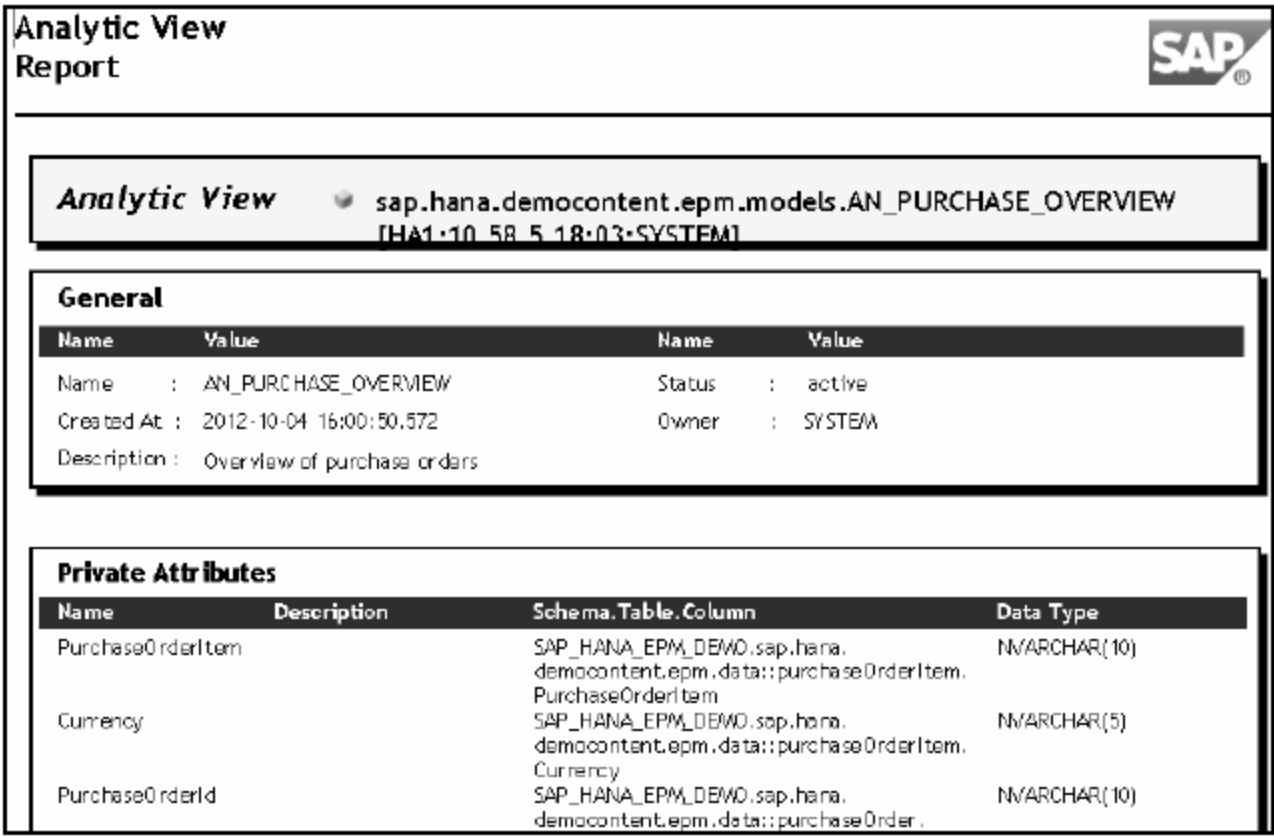 Analytic View
Report
SAP®
Analytic View sap.hana.democontent.epm.models.AN_PURCHASE_OVERVIEW
[HA1:10.58.5.18:03:SYSTEM]
General
Name Value Name Value
Name : AN_PURCHASE_OVERVIEW Status : active
Created At : 2012-10-04 16:00:50.572 Owner : SYSTEM
Description : Overview of purchase orders
Private Attributes
Name Description Schema.Table.Column Data Type
PurchaseOrderItem SAP_HANA_EPM_DEMO.sap.hana. NVARCHAR(10)
democontent.epm.data::purchaseOrderItem.
PurchaseOrderItem
Currency SAP_HANA_EPM_DEMO.sap.hana. NVARCHAR(5)
democontent.epm.data::purchaseOrderItem.
Currency
PurchaseOrderId SAP_HANA_EPM_DEMO.sap.hana. NVARCHAR(10)
democontent.epm.data::purchaseOrder.